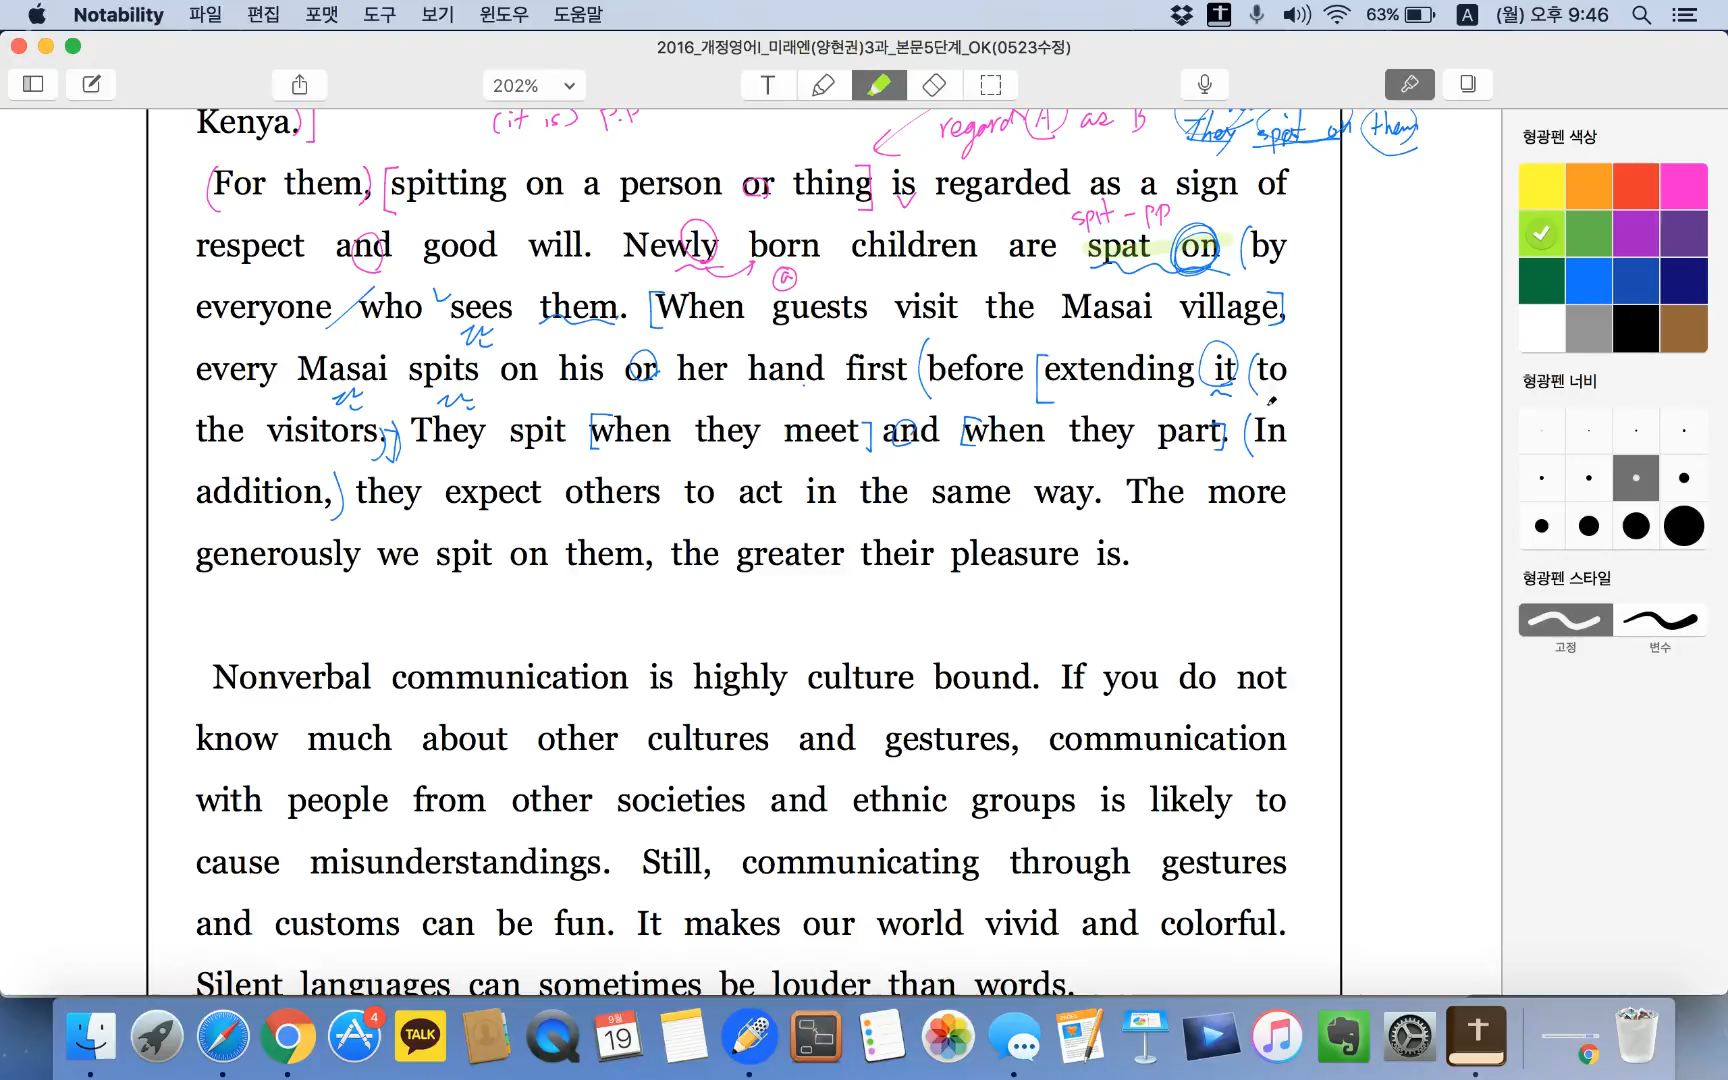 Notability 파일 편집 포맷 도구 보기 윈도우 도움말 63% A (월) 오후 9:46
2016_개정영어I_미래엔(양현권)3과_본문5단계_OK(0523수정)
202% T
Kenya.)]
(it is) P.P
regard (A) as B
They spat on them
(For them,) [spitting on a person or thing] is regarded as a sign of
spit - pp
respect and good will. Newly born children are spat on (by
a
everyone who sees them. [When guests visit the Masai village,]
every Masai spits on his or her hand first (before [extending it (to
the visitors.)]) They spit [when they meet] and [when they part.] (In
addition,) they expect others to act in the same way. The more
generously we spit on them, the greater their pleasure is.
Nonverbal communication is highly culture bound. If you do not
know much about other cultures and gestures, communication
with people from other societies and ethnic groups is likely to
cause misunderstandings. Still, communicating through gestures
and customs can be fun. It makes our world vivid and colorful.
Silent languages can sometimes be louder than words.
형광펜 색상
형광펜 너비
형광펜 스타일
고정 변수
4
TALK
9월
19
PAGES